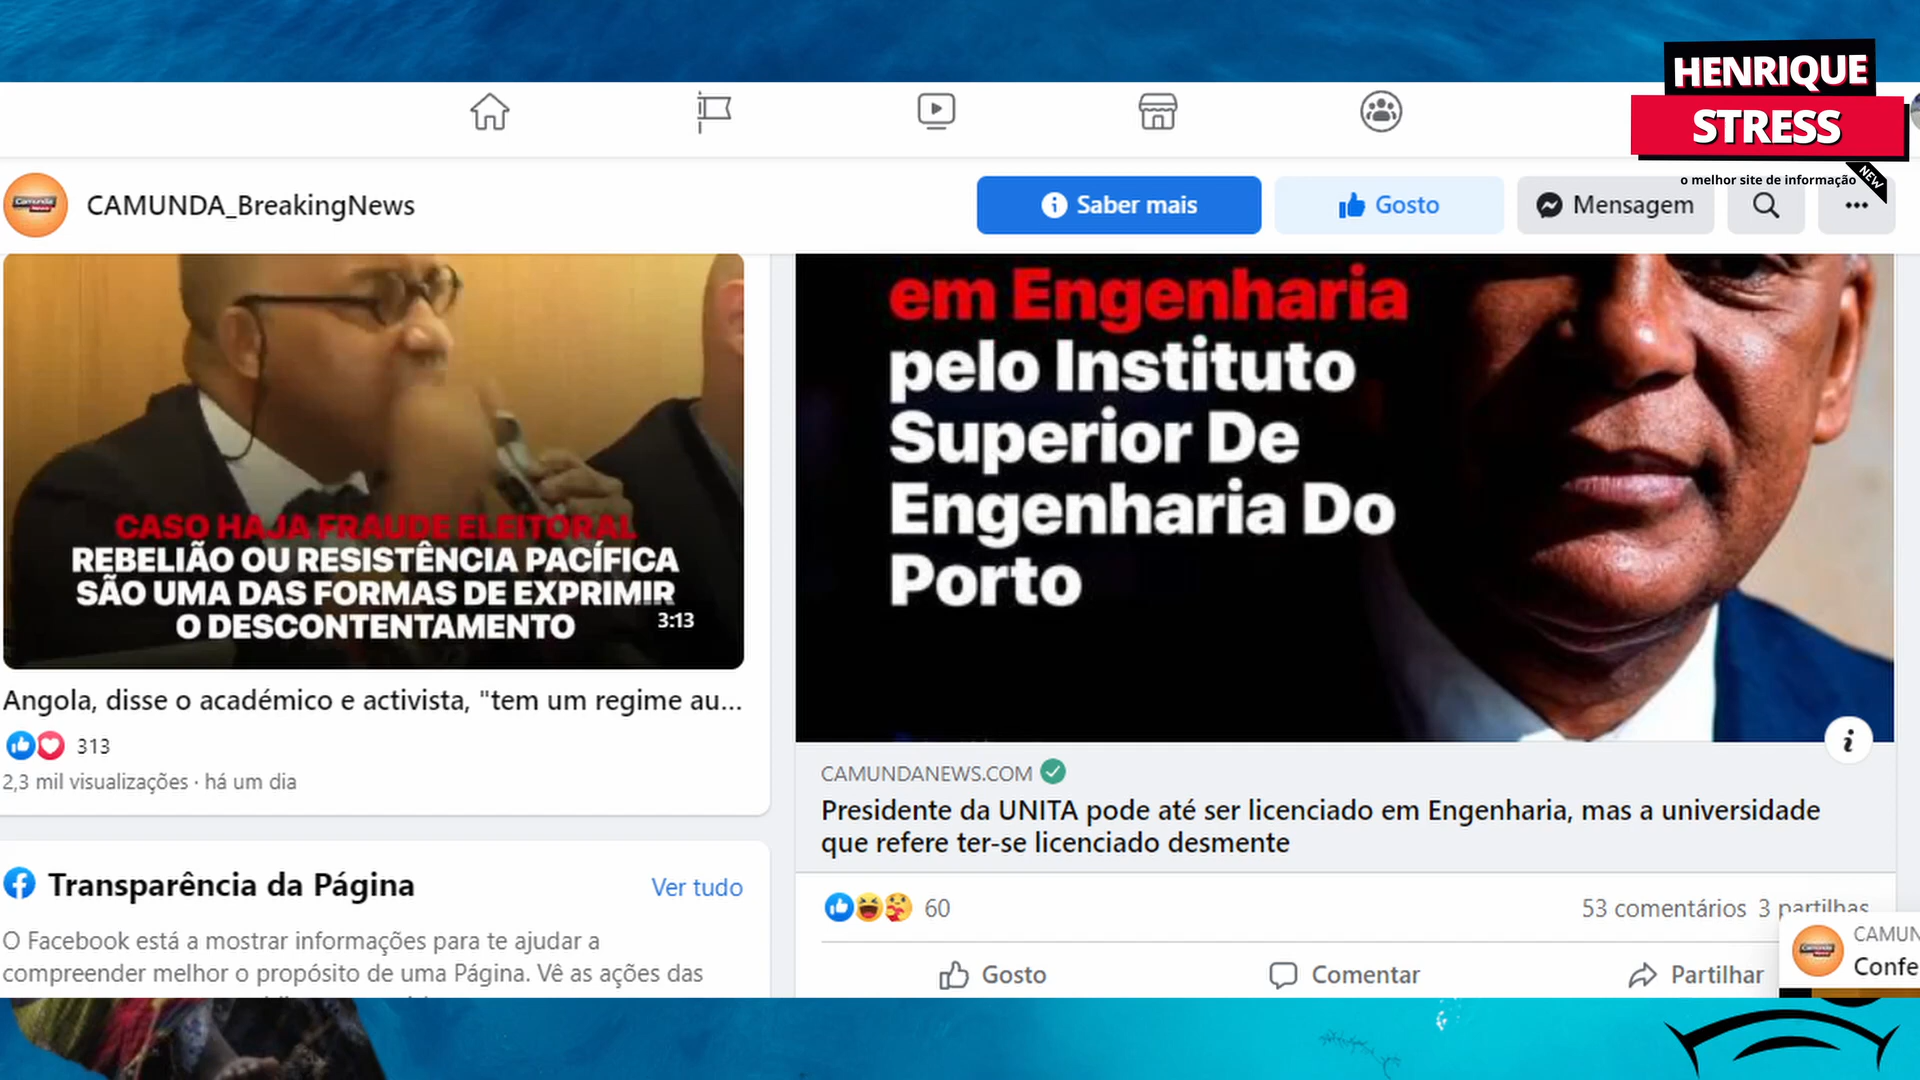 HENRIQUE
STRESS
NEW
o melhor site de informação
CAMUNDA_BreakingNews
Saber mais
Gosto
Mensagem
CASO HAJA FRAUDE ELEITORAL
REBELIÃO OU RESISTÊNCIA PACÍFICA
SÃO UMA DAS FORMAS DE EXPRIMIR
O DESCONTENTAMENTO
3:13
Angola, disse o académico e activista, "tem um regime au...
313
2,3 mil visualizações · há um dia
Transparência da Página
Ver tudo
O Facebook está a mostrar informações para te ajudar a
compreender melhor o propósito de uma Página. Vê as ações das
em Engenharia
pelo Instituto
Superior De
Engenharia Do
Porto
CAMUNDANEWS.COM
Presidente da UNITA pode até ser licenciado em Engenharia, mas a universidade
que refere ter-se licenciado desmente
60
53 comentários 3 partilhas
Gosto
Comentar
Partilhar
CAMUN
Confe